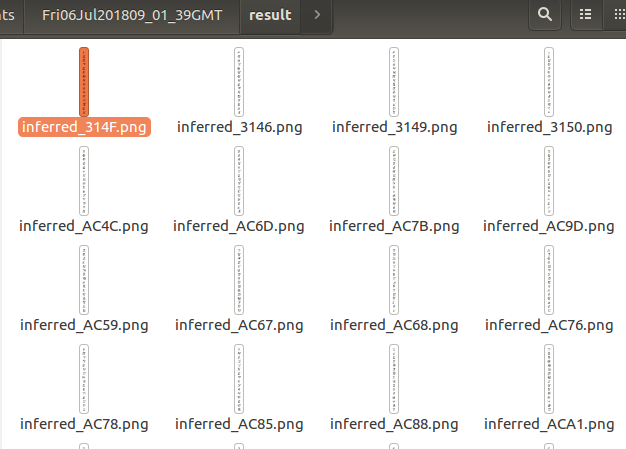 nts Fri06Jul201809_01_39GMT result
inferred_314F.png inferred_3146.png inferred_3149.png inferred_3150.png
inferred_AC4C.png inferred_AC6D.png inferred_AC7B.png inferred_AC9D.png
inferred_AC59.png inferred_AC67.png inferred_AC68.png inferred_AC76.png
inferred_AC78.png inferred_AC85.png inferred_AC88.png inferred_ACA1.png